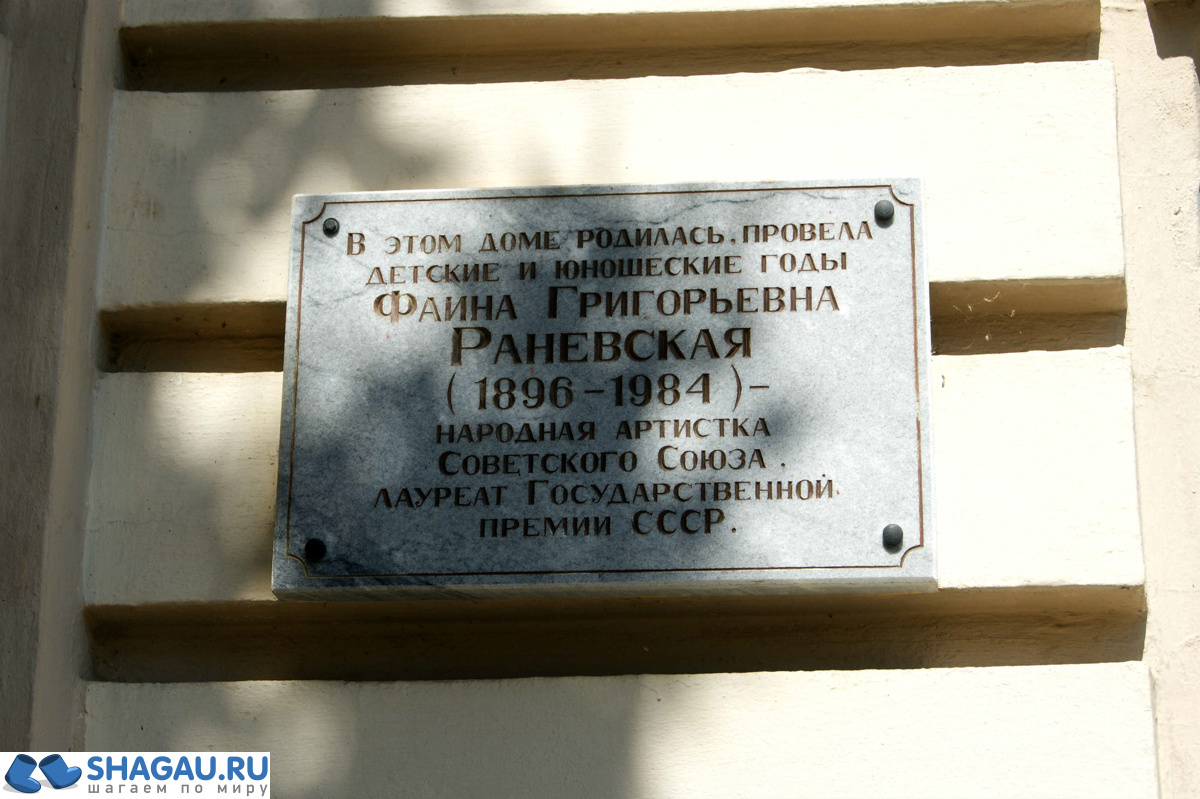 В ЭТОМ ДОМЕ РОДИЛАСЬ, ПРОВЕЛА
ДЕТСКИЕ И ЮНОШЕСКИЕ ГОДЫ
ФАИНА ГРИГОРЬЕВНА
РАНЕВСКАЯ
(1896 - 1984) -
НАРОДНАЯ АРТИСТКА
СОВЕТСКОГО СОЮЗА,
ЛАУРЕАТ ГОСУДАРСТВЕННОЙ
ПРЕМИИ СССР.
SHAGAU.RU
шагаем по миру